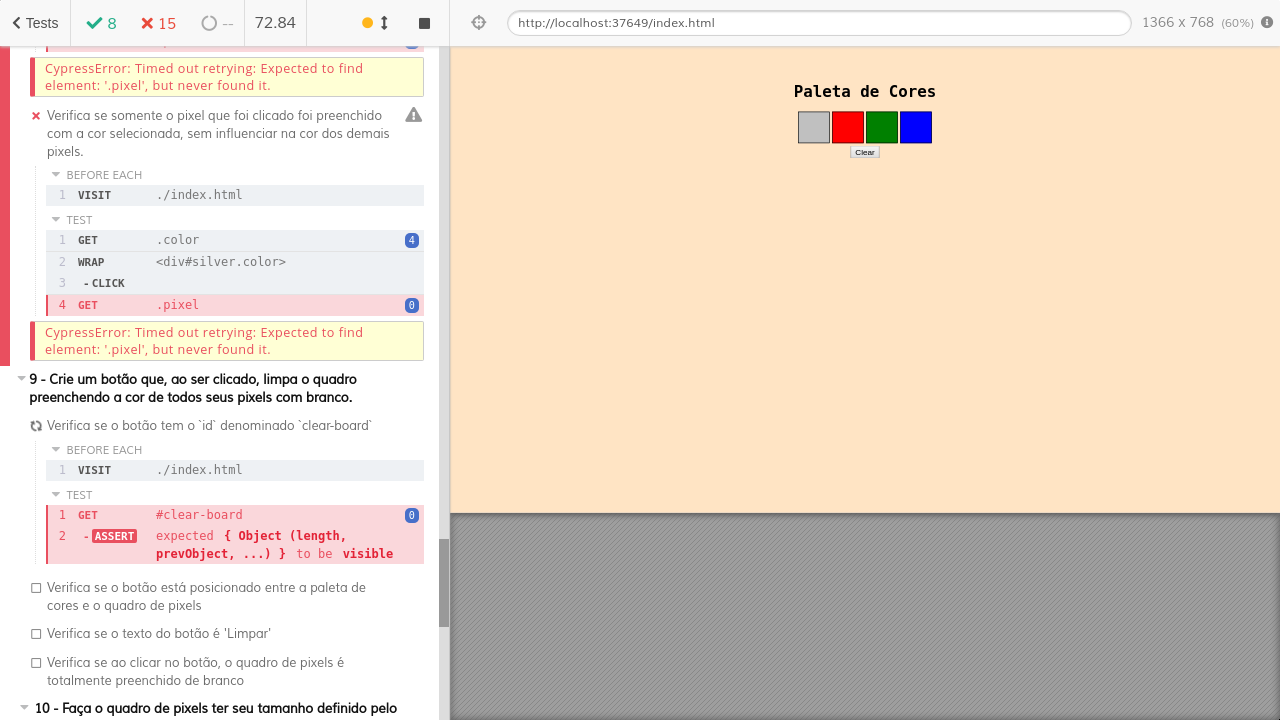 Tests
8
15
--
72.84
http://localhost:37649/index.html
1366 x 768 (60%)
CypressError: Timed out retrying: Expected to find
element: '.pixel', but never found it.
Verifica se somente o pixel que foi clicado foi preenchido
com a cor selecionada, sem influenciar na cor dos demais
pixels.
BEFORE EACH
1 VISIT ./index.html
TEST
1 GET .color 4
2 WRAP <div#silver.color>
3 - CLICK
4 GET .pixel 0
CypressError: Timed out retrying: Expected to find
element: '.pixel', but never found it.
9 - Crie um botão que, ao ser clicado, limpa o quadro
preenchendo a cor de todos seus pixels com branco.
Verifica se o botão tem o `id` denominado `clear-board`
BEFORE EACH
1 VISIT ./index.html
TEST
1 GET #clear-board 0
2 - ASSERT expected { Object (length,
prevObject, ...) } to be visible
Verifica se o botão está posicionado entre a paleta de
cores e o quadro de pixels
Verifica se o texto do botão é 'Limpar'
Verifica se ao clicar no botão, o quadro de pixels é
totalmente preenchido de branco
10 - Faça o quadro de pixels ter seu tamanho definido pelo
Paleta de Cores
Clear